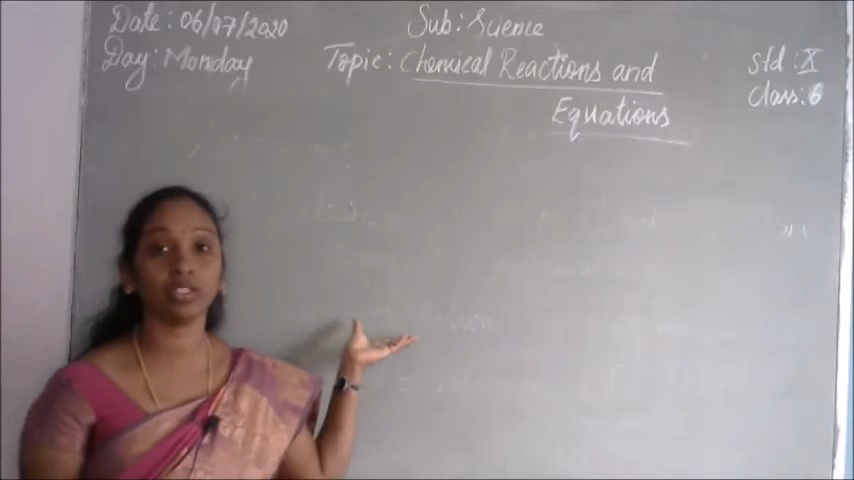 Date: 06/07/2020
Day: Monday
Sub: Science
Topic: Chemical Reactions and
Equations
Std: X
Class: 6